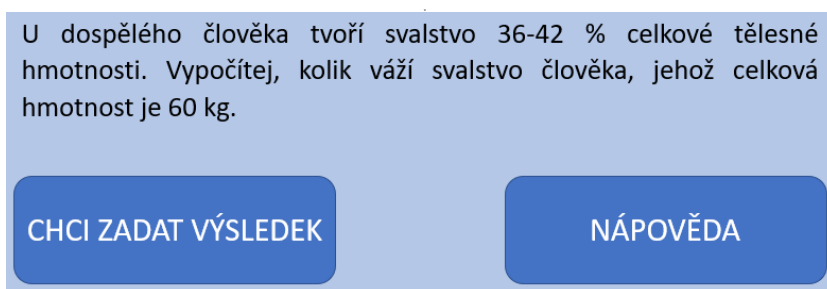 U dospělého člověka tvoří svalstvo 36-42 % celkové tělesné
hmotnosti. Vypočítej, kolik váží svalstvo člověka, jehož celková
hmotnost je 60 kg.
CHCI ZADAT VÝSLEDEK
NÁPOVĚDA